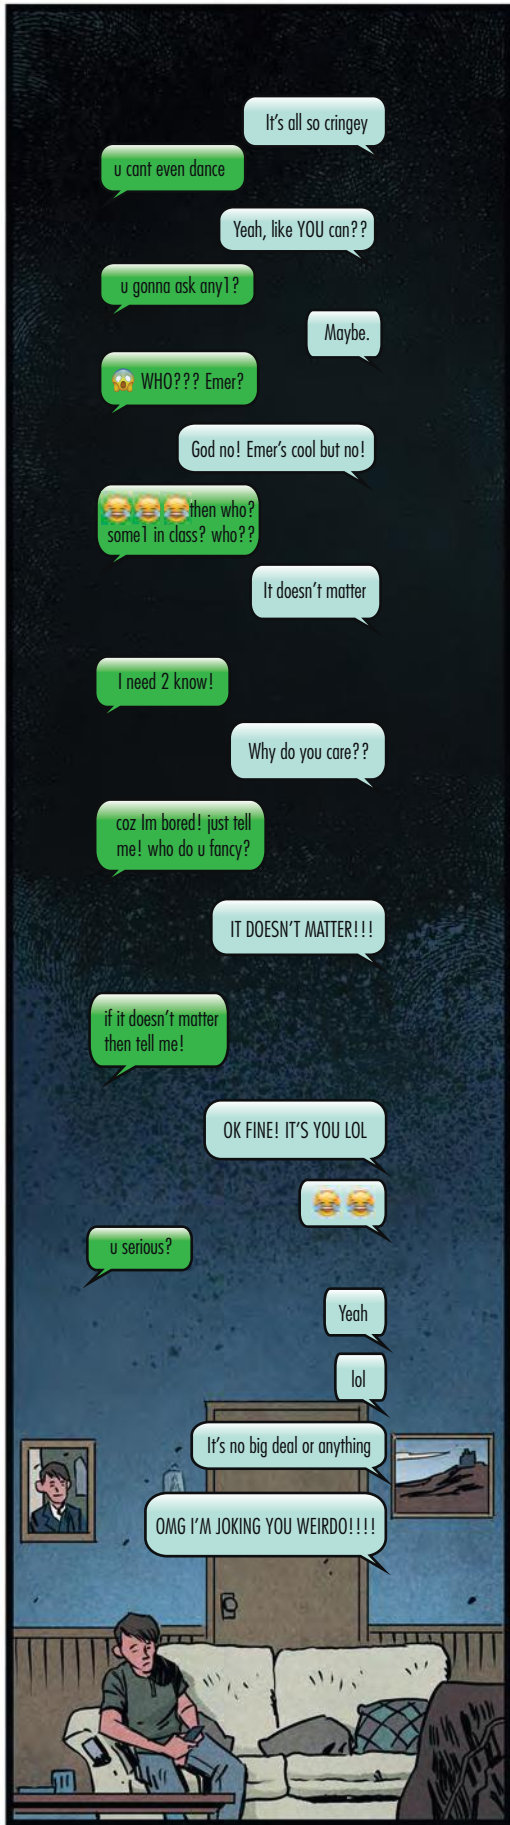 It's all so cringey
u cant even dance
Yeah, like YOU can??
u gonna ask any1?
Maybe.
😱 WHO??? Emer?
God no! Emer's cool but no!
😂😂😂then who?
some1 in class? who??
It doesn't matter
I need 2 know!
Why do you care??
coz Im bored! just tell
me! who do u fancy?
IT DOESN'T MATTER!!!
if it doesn't matter
then tell me!
OK FINE! IT'S YOU LOL
😂 😂
u serious?
Yeah
lol
It's no big deal or anything
OMG I'M JOKING YOU WEIRDO!!!!